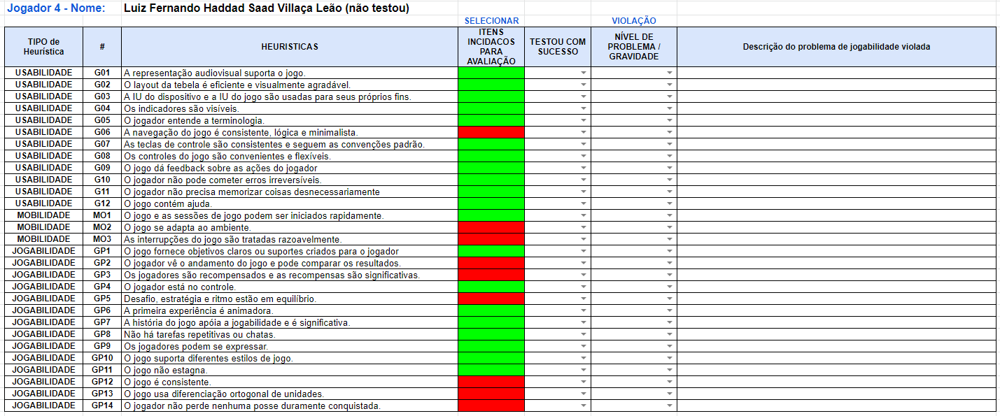 Jogador 4 - Nome: Luiz Fernando Haddad Saad Villaça Leão (não testou)
SELECIONAR VIOLAÇÃO
TIPO de Heurística # HEURISTICAS ITENS INCIDACOS PARA AVALIAÇÃO TESTOU COM SUCESSO NÍVEL DE PROBLEMA / GRAVIDADE Descrição do problema de jogabilidade violada
USABILIDADE G01 A representação audiovisual suporta o jogo.
USABILIDADE G02 O layout da tebela é eficiente e visualmente agradável.
USABILIDADE G03 A IU do dispositivo e a IU do jogo são usadas para seus próprios fins.
USABILIDADE G04 Os indicadores são visíveis.
USABILIDADE G05 O jogador entende a terminologia.
USABILIDADE G06 A navegação do jogo é consistente, lógica e minimalista.
USABILIDADE G07 As teclas de controle são consistentes e seguem as convenções padrão.
USABILIDADE G08 Os controles do jogo são convenientes e flexíveis.
USABILIDADE G09 O jogo dá feedback sobre as ações do jogador
USABILIDADE G10 O jogador não pode cometer erros irreversíveis.
USABILIDADE G11 O jogador não precisa memorizar coisas desnecessariamente
USABILIDADE G12 O jogo contém ajuda.
MOBILIDADE MO1 O jogo e as sessões de jogo podem ser iniciados rapidamente.
MOBILIDADE MO2 O jogo se adapta ao ambiente.
MOBILIDADE MO3 As interrupções do jogo são tratadas razoavelmente.
JOGABILIDADE GP1 O jogo fornece objetivos claros ou suportes criados para o jogador
JOGABILIDADE GP2 O jogador vê o andamento do jogo e pode comparar os resultados.
JOGABILIDADE GP3 Os jogadores são recompensados e as recompensas são significativas.
JOGABILIDADE GP4 O jogador está no controle.
JOGABILIDADE GP5 Desafio, estratégia e ritmo estão em equilíbrio.
JOGABILIDADE GP6 A primeira experiência é animadora.
JOGABILIDADE GP7 A história do jogo apóia a jogabilidade e é significativa.
JOGABILIDADE GP8 Não há tarefas repetitivas ou chatas.
JOGABILIDADE GP9 Os jogadores podem se expressar.
JOGABILIDADE GP10 O jogo suporta diferentes estilos de jogo.
JOGABILIDADE GP11 O jogo não estagna.
JOGABILIDADE GP12 O jogo é consistente.
JOGABILIDADE GP13 O jogo usa diferenciação ortogonal de unidades.
JOGABILIDADE GP14 O jogador não perde nenhuma posse duramente conquistada.